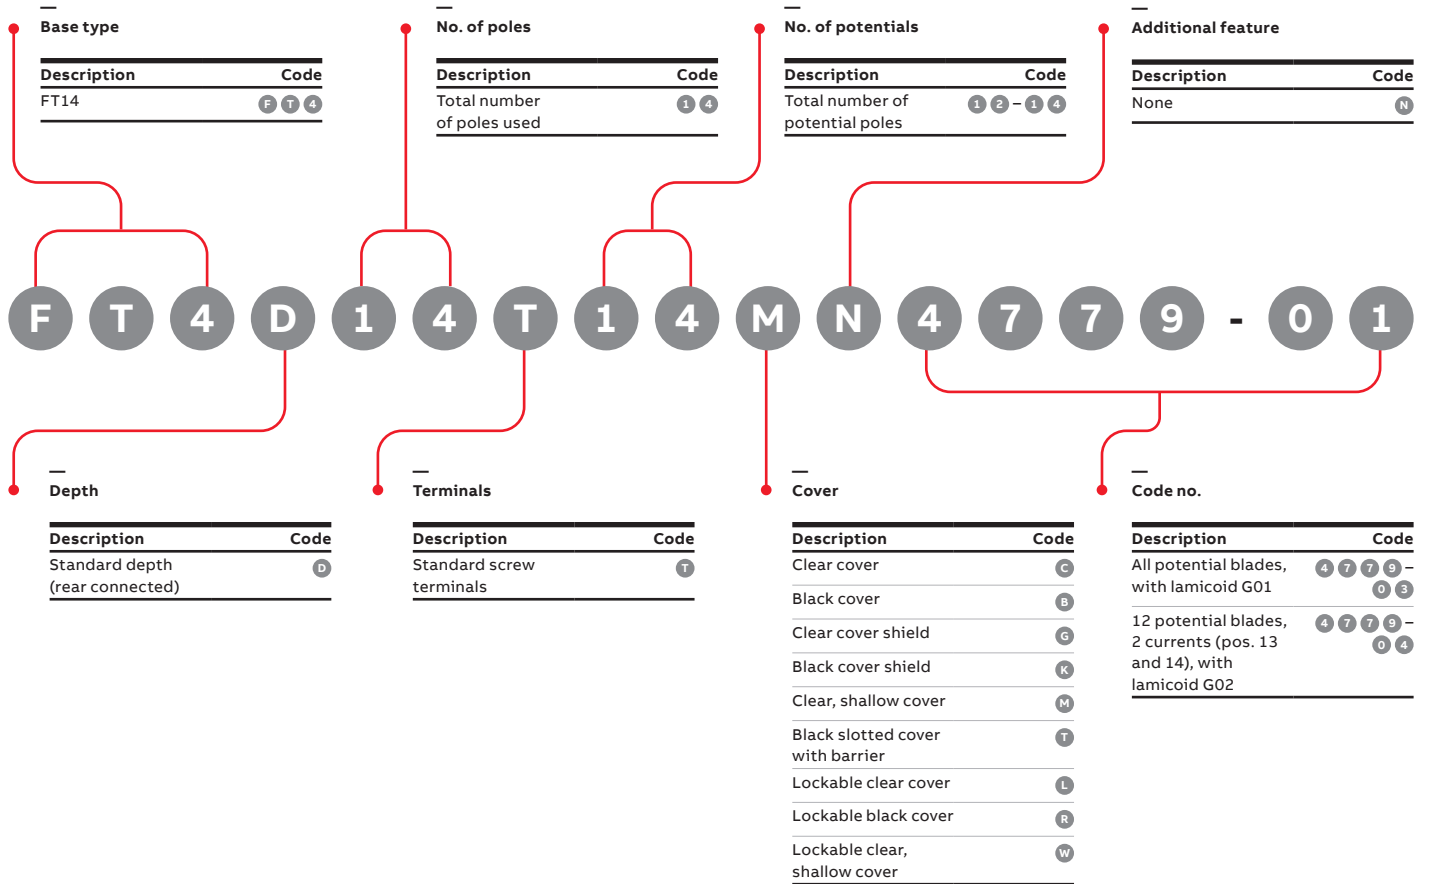 —
Base type
Description Code
FT14 F T 4
—
No. of poles
Description Code
Total number 1 4
of poles used
—
No. of potentials
Description Code
Total number of 1 2 – 1 4
potential poles
—
Additional feature
Description Code
None N
F T 4 D 1 4 T 1 4 M N 4 7 7 9 - 0 1
—
Depth
Description Code
Standard depth D
(rear connected)
—
Terminals
Description Code
Standard screw T
terminals
—
Cover
Description Code
Clear cover C
Black cover B
Clear cover shield G
Black cover shield K
Clear, shallow cover M
Black slotted cover T
with barrier
Lockable clear cover L
Lockable black cover R
Lockable clear, W
shallow cover
—
Code no.
Description Code
All potential blades, 4 7 7 9 –
with lamicoid G01 0 3
12 potential blades, 4 7 7 9 –
2 currents (pos. 13 0 4
and 14), with
lamicoid G02